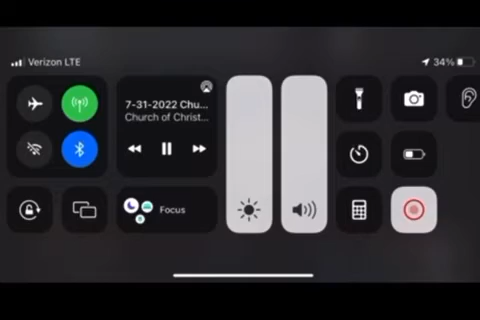 Verizon LTE
34%
7-31-2022 Chu...
Church of Christ...
Focus